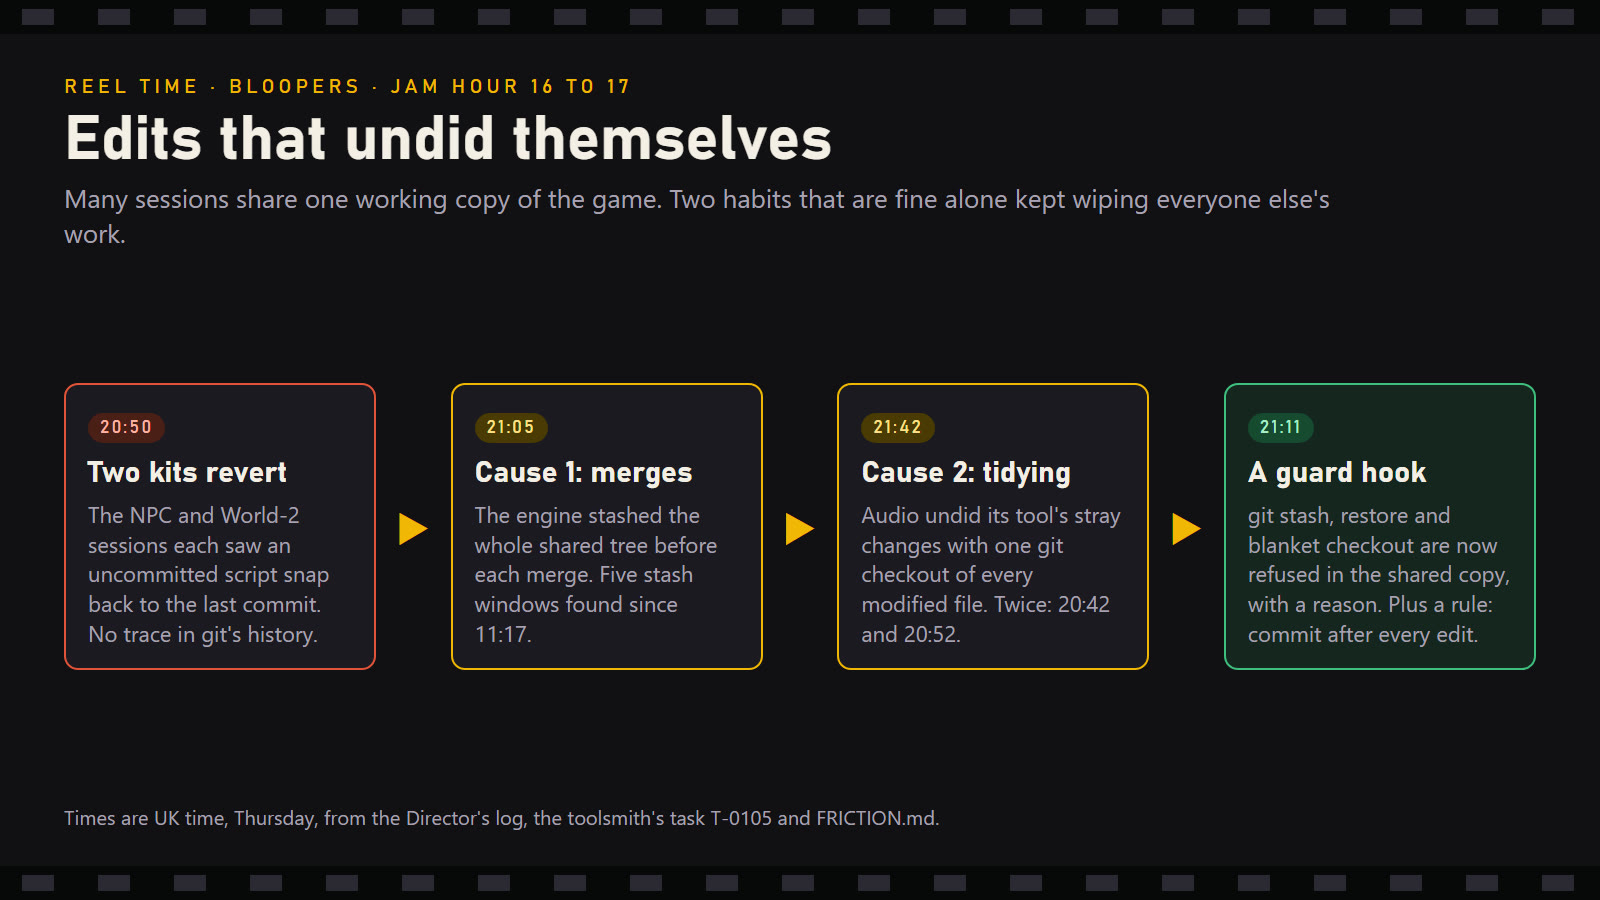 REEL TIME · BLOOPERS · JAM HOUR 16 TO 17
Edits that undid themselves
Many sessions share one working copy of the game. Two habits that are fine alone kept wiping everyone else's
work.
20:50
Two kits revert
The NPC and World-2
sessions each saw an
uncommitted script snap
back to the last commit.
No trace in git's history.
21:05
Cause 1: merges
The engine stashed the
whole shared tree before
each merge. Five stash
windows found since
11:17.
21:42
Cause 2: tidying
Audio undid its tool's stray
changes with one git
checkout of every
modified file. Twice: 20:42
and 20:52.
21:11
A guard hook
git stash, restore and
blanket checkout are now
refused in the shared copy,
with a reason. Plus a rule:
commit after every edit.
Times are UK time, Thursday, from the Director's log, the toolsmith's task T-0105 and FRICTION.md.